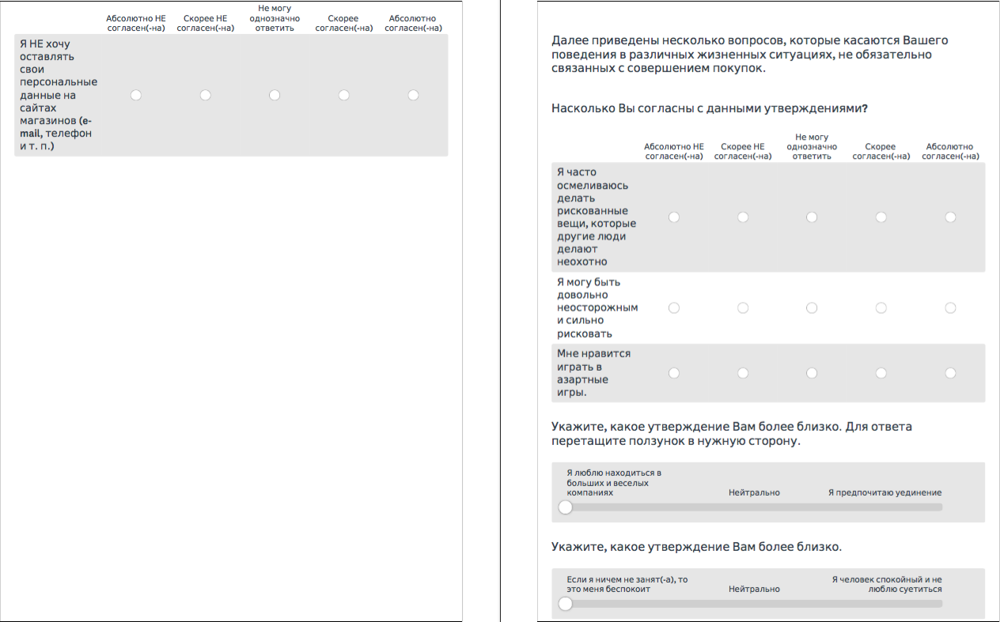 Абсолютно НЕ согласен(-на)
Скорее НЕ согласен(-на)
Не могу однозначно ответить
Скорее согласен(-на)
Абсолютно согласен(-на)
Я НЕ хочу
оставлять
свои
персональные
данные на
сайтах
магазинов (e-
mail, телефон
и т. п.)
Далее приведены несколько вопросов, которые касаются Вашего
поведения в различных жизненных ситуациях, не обязательно
связанных с совершением покупок.
Насколько Вы согласны с данными утверждениями?
Абсолютно НЕ согласен(-на)
Скорее НЕ согласен(-на)
Не могу однозначно ответить
Скорее согласен(-на)
Абсолютно согласен(-на)
Я часто
осмеливаюсь
делать
рискованные
вещи, которые
другие люди
делают
неохотно
Я могу быть
довольно
неосторожным
и сильно
рисковать
Мне нравится
играть в
азартные
игры.
Укажите, какое утверждение Вам более близко. Для ответа
перетащите ползунок в нужную сторону.
Я люблю находиться в
больших и веселых
компаниях
Нейтрально
Я предпочитаю уединение
Укажите, какое утверждение Вам более близко.
Если я ничем не занят(-а), то
это меня беспокоит
Нейтрально
Я человек спокойный и не
люблю суетиться